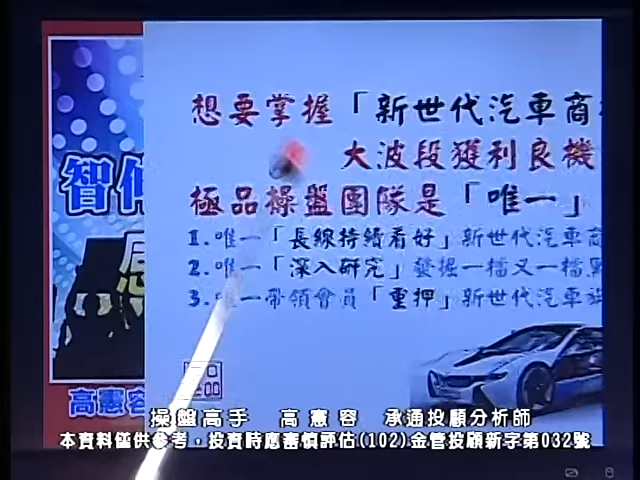 想要掌握「新世代汽車商
大波段獲利良機
極品操盤團隊是「唯一」
1.唯一「長線持續看好」新世代汽車商
2.唯一「深入研究」發掘一檔又一檔
3.唯一帶領會員「重押」新世代汽車
智
高憲容
操盤高手 高憲容 承通投顧分析師
本資料僅供參考,投資時應審慎評估(102)金管投顧新字第032號